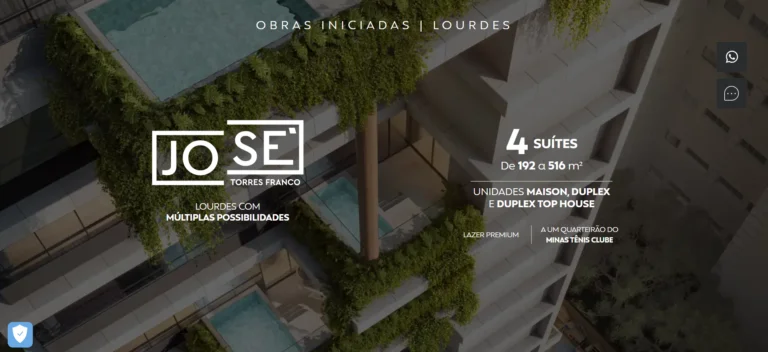 OBRAS INICIADAS | LOURDES
JOSÉ
TORRES FRANCO
LOURDES COM
MÚLTIPLAS POSSIBILIDADES
4 SUÍTES
De 192 a 516 m²
UNIDADES MAISON, DUPLEX
E DUPLEX TOP HOUSE
LAZER PREMIUM
A UM QUARTEIRÃO DO
MINAS TÊNIS CLUBE